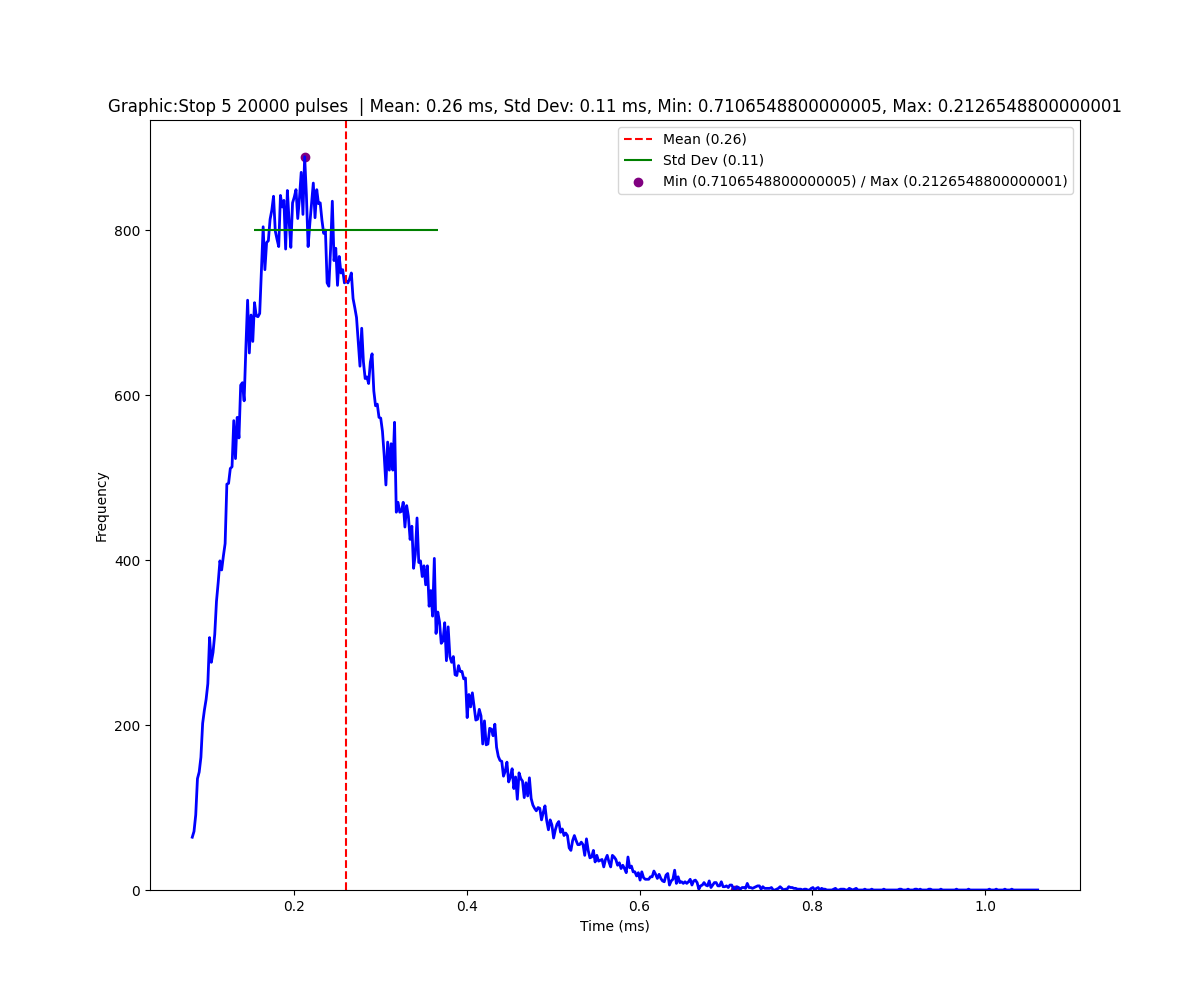 Graphic:Stop 5 20000 pulses  | Mean: 0.26 ms, Std Dev: 0.11 ms, Min: 0.7106548800000005, Max: 0.2126548800000001
Mean (0.26)
Std Dev (0.11)
Min (0.7106548800000005) / Max (0.2126548800000001)
800
600
400
200
0
Frequency
0.2
0.4
0.6
0.8
1.0
Time (ms)